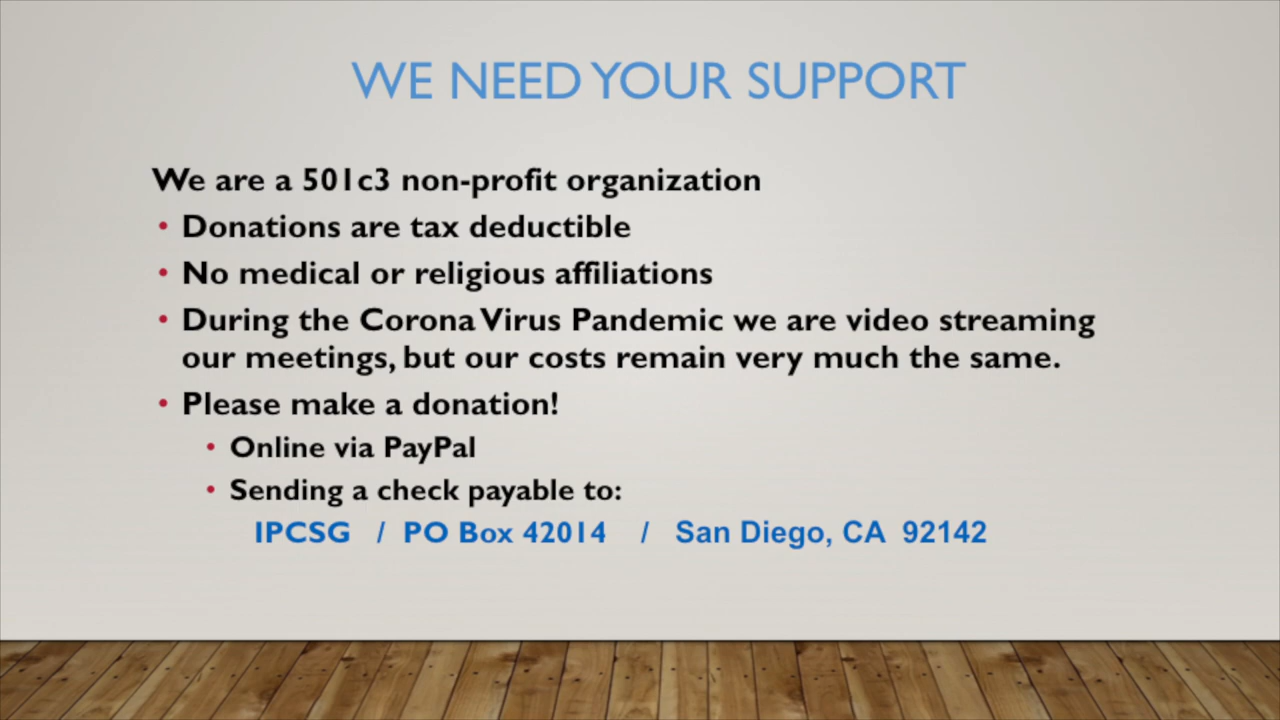 WE NEED YOUR SUPPORT
We are a 501c3 non-profit organization
• Donations are tax deductible
• No medical or religious affiliations
• During the Corona Virus Pandemic we are video streaming
our meetings, but our costs remain very much the same.
• Please make a donation!
• Online via PayPal
• Sending a check payable to:
IPCSG / PO Box 42014 / San Diego, CA 92142